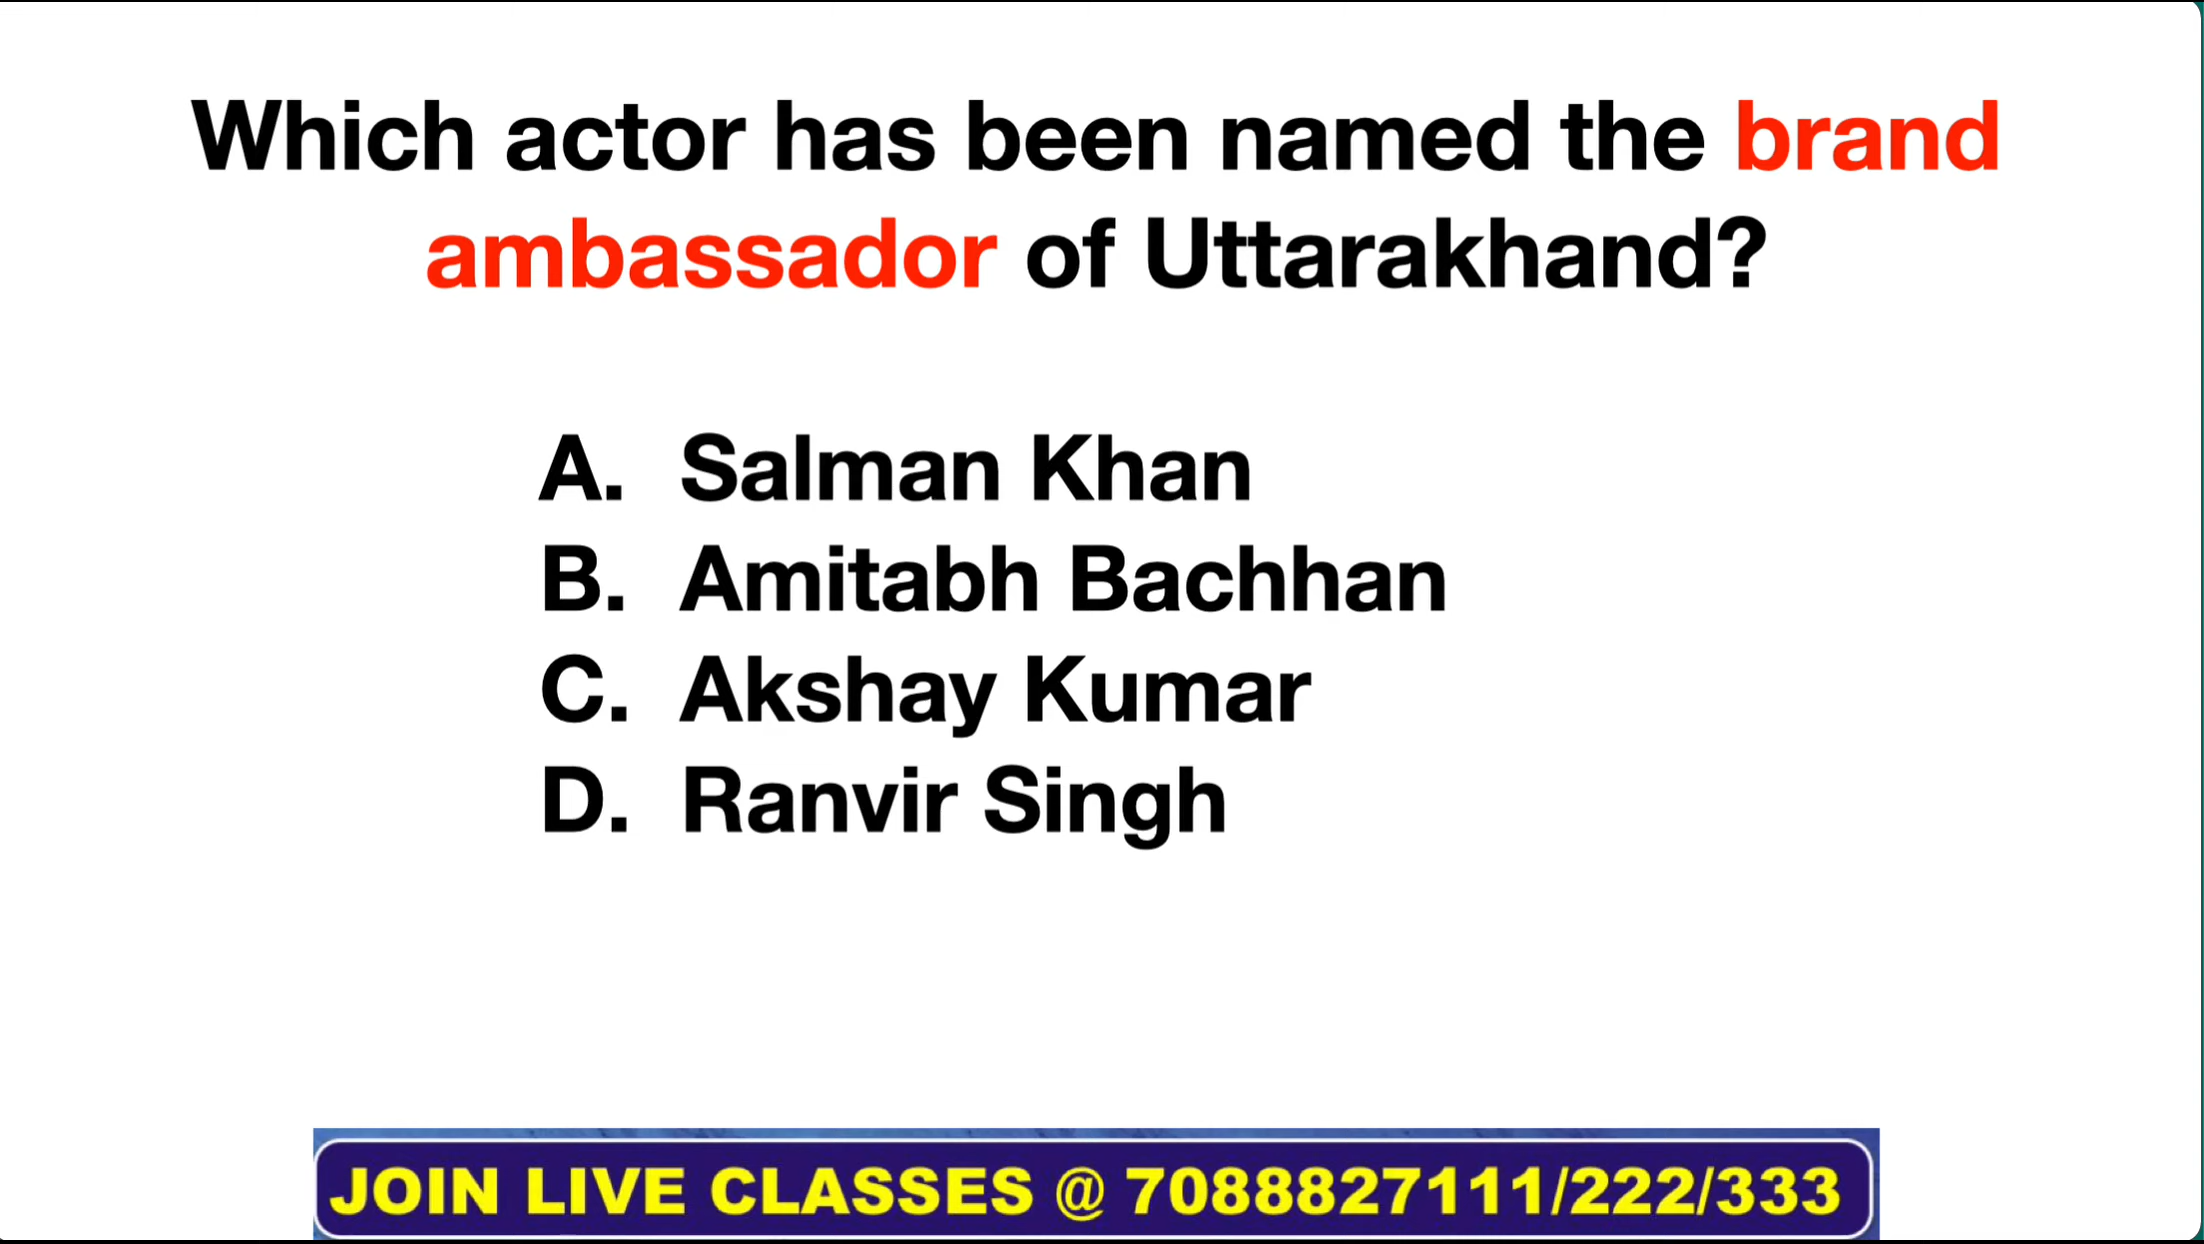 Which actor has been named the brand
ambassador of Uttarakhand?
A. Salman Khan
B. Amitabh Bachhan
C. Akshay Kumar
D. Ranvir Singh
JOIN LIVE CLASSES @ 7088827111/222/333